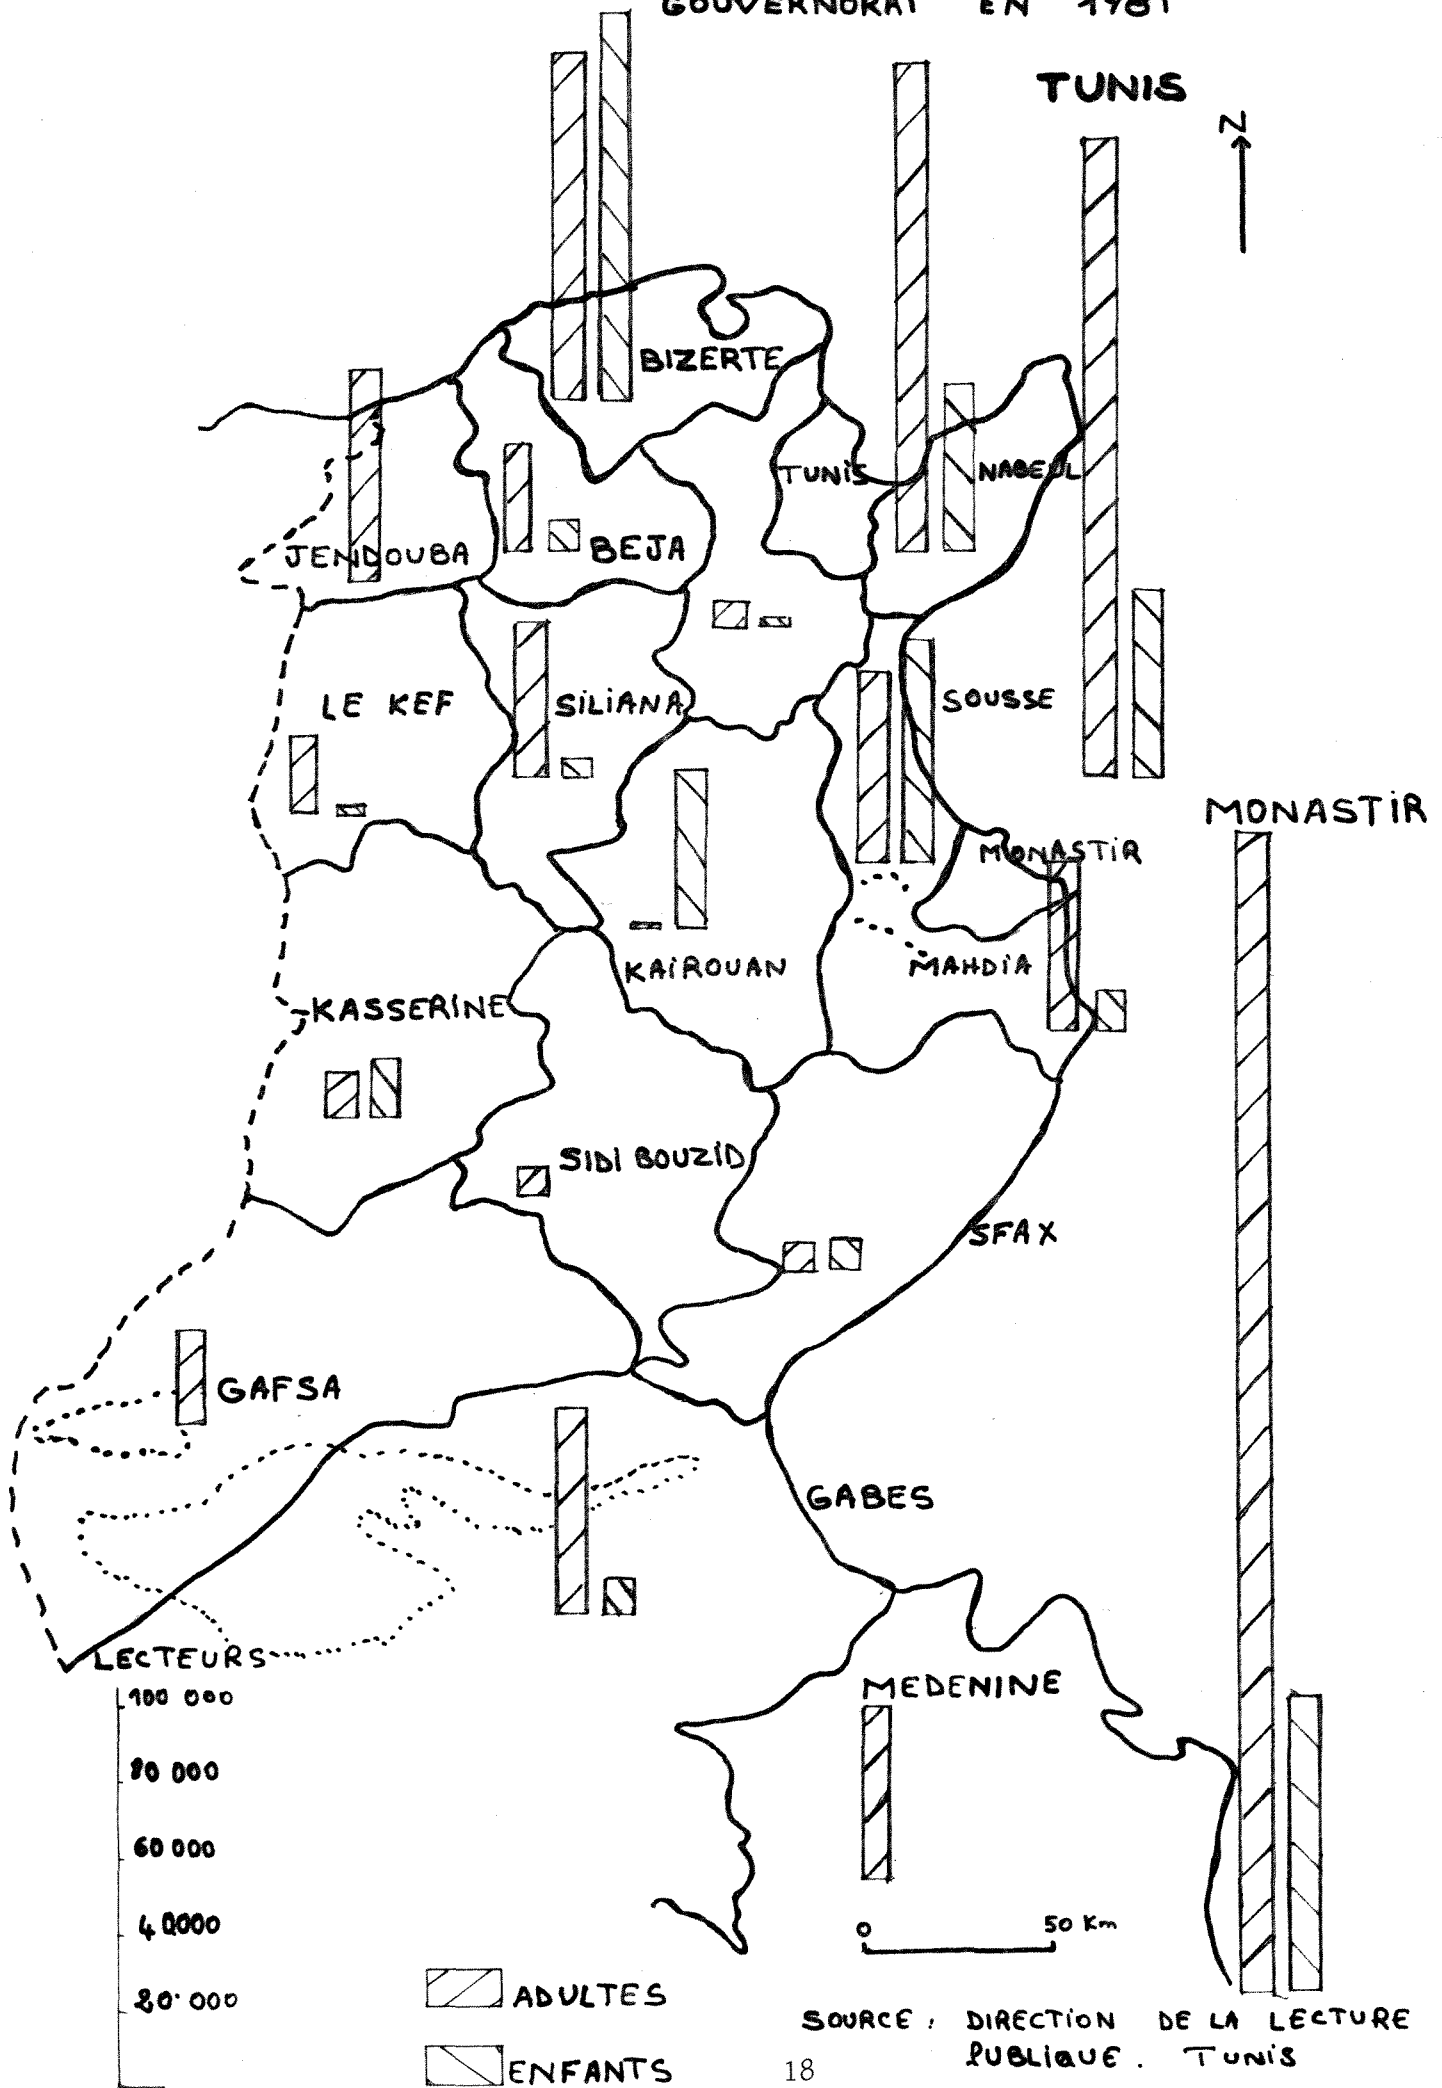 GOUVERNORAT EN 1981
TUNIS
N
BIZERTE
TUNIS
NABEUL
JENDOUBA
BEJA
LE KEF
SILIANA
SOUSSE
MONASTIR
MONASTIR
KAIROUAN
MAHDIA
KASSERINE
SIDI BOUZID
SFAX
GAFSA
GABES
LECTEURS
MEDENINE
100 000
80 000
60 000
40000
20.000
0 50 Km
ADULTES
ENFANTS
SOURCE : DIRECTION DE LA LECTURE
PUBLIQUE . TUNIS
18